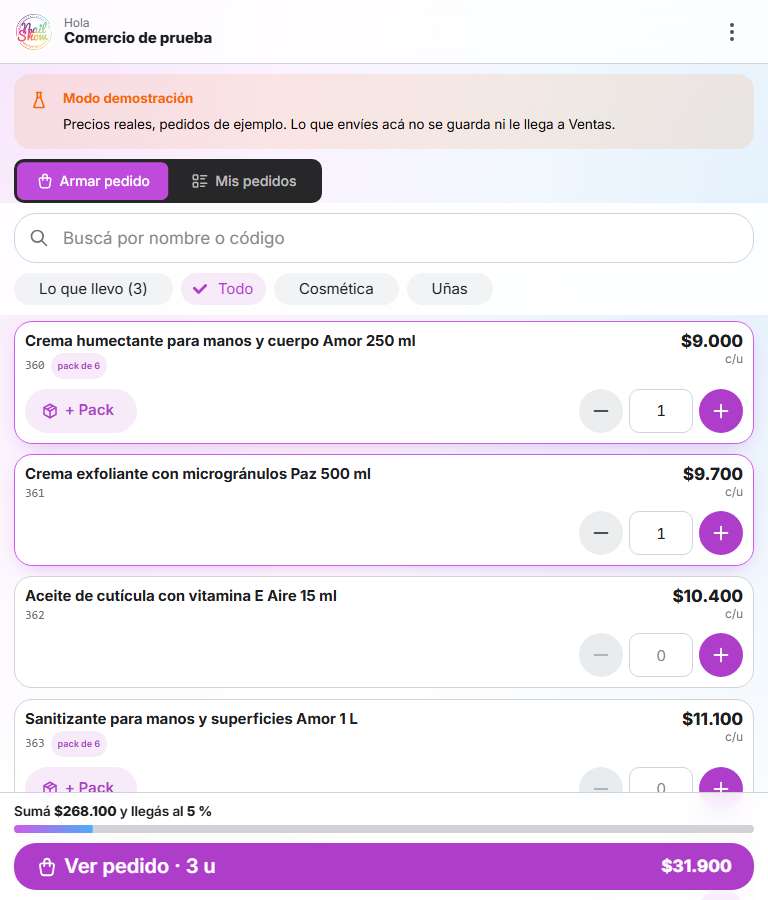 Nail
Show
Hola
Comercio de prueba
Modo demostración
Precios reales, pedidos de ejemplo. Lo que envíes acá no se guarda ni le llega a Ventas.
Armar pedido
Mis pedidos
Buscá por nombre o código
Lo que llevo (3)
Todo
Cosmética
Uñas
Crema humectante para manos y cuerpo Amor 250 ml
$9.000
360
pack de 6
c/u
+ Pack
1
Crema exfoliante con microgránulos Paz 500 ml
$9.700
361
c/u
1
Aceite de cutícula con vitamina E Aire 15 ml
$10.400
362
c/u
0
Sanitizante para manos y superficies Amor 1 L
$11.100
363
pack de 6
c/u
+ Pack
0
Sumá $268.100 y llegás al 5 %
Ver pedido · 3 u
$31.900